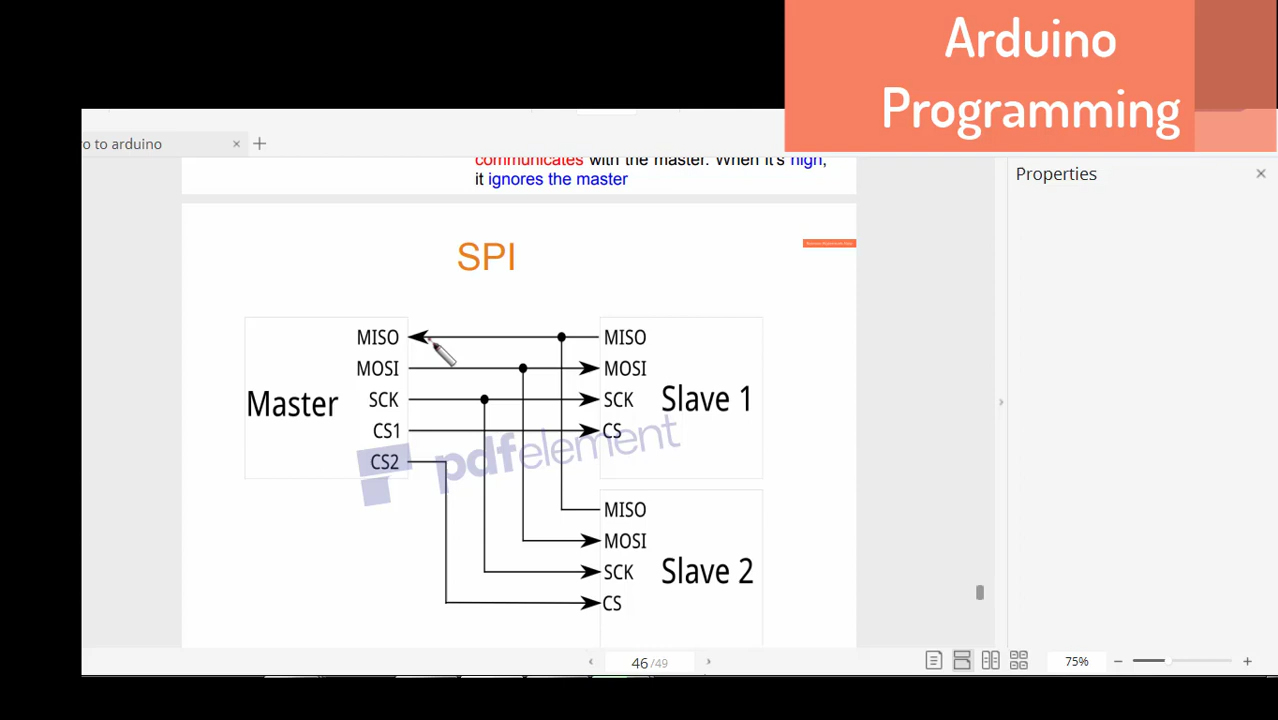 Arduino
Programming
ro to arduino
Properties
communicates with the master. When it's high,
it ignores the master
SPI
Master
MISO
MOSI
SCK
CS1
CS2
MISO
MOSI
SCK
CS
Slave 1
MISO
MOSI
SCK
CS
Slave 2
pdfelement
46 /49
75%